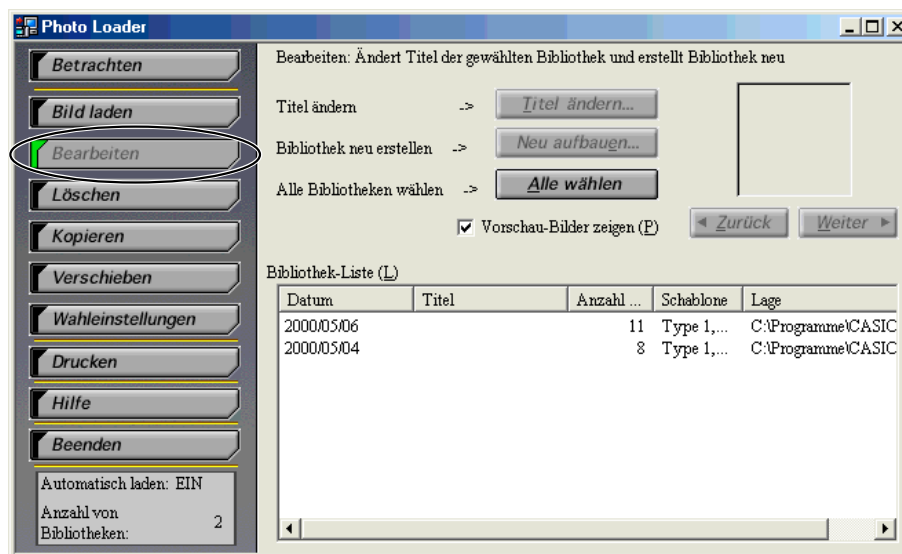 Photo Loader
Betrachten
Bild laden
Bearbeiten
Löschen
Kopieren
Verschieben
Wahleinstellungen
Drucken
Hilfe
Beenden
Automatisch laden: EIN
Anzahl von
Bibliotheken: 2
Bearbeiten: Ändert Titel der gewählten Bibliothek und erstellt Bibliothek neu
Titel ändern -> Titel ändern...
Bibliothek neu erstellen -> Neu aufbauen...
Alle Bibliotheken wählen -> Alle wählen
Vorschau-Bilder zeigen (P)
Zurück Weiter
Bibliothek-Liste (L)
Datum Titel Anzahl ... Schablone Lage
2000/05/06 11 Type 1,... C:\Programme\CASIC
2000/05/04 8 Type 1,... C:\Programme\CASIC